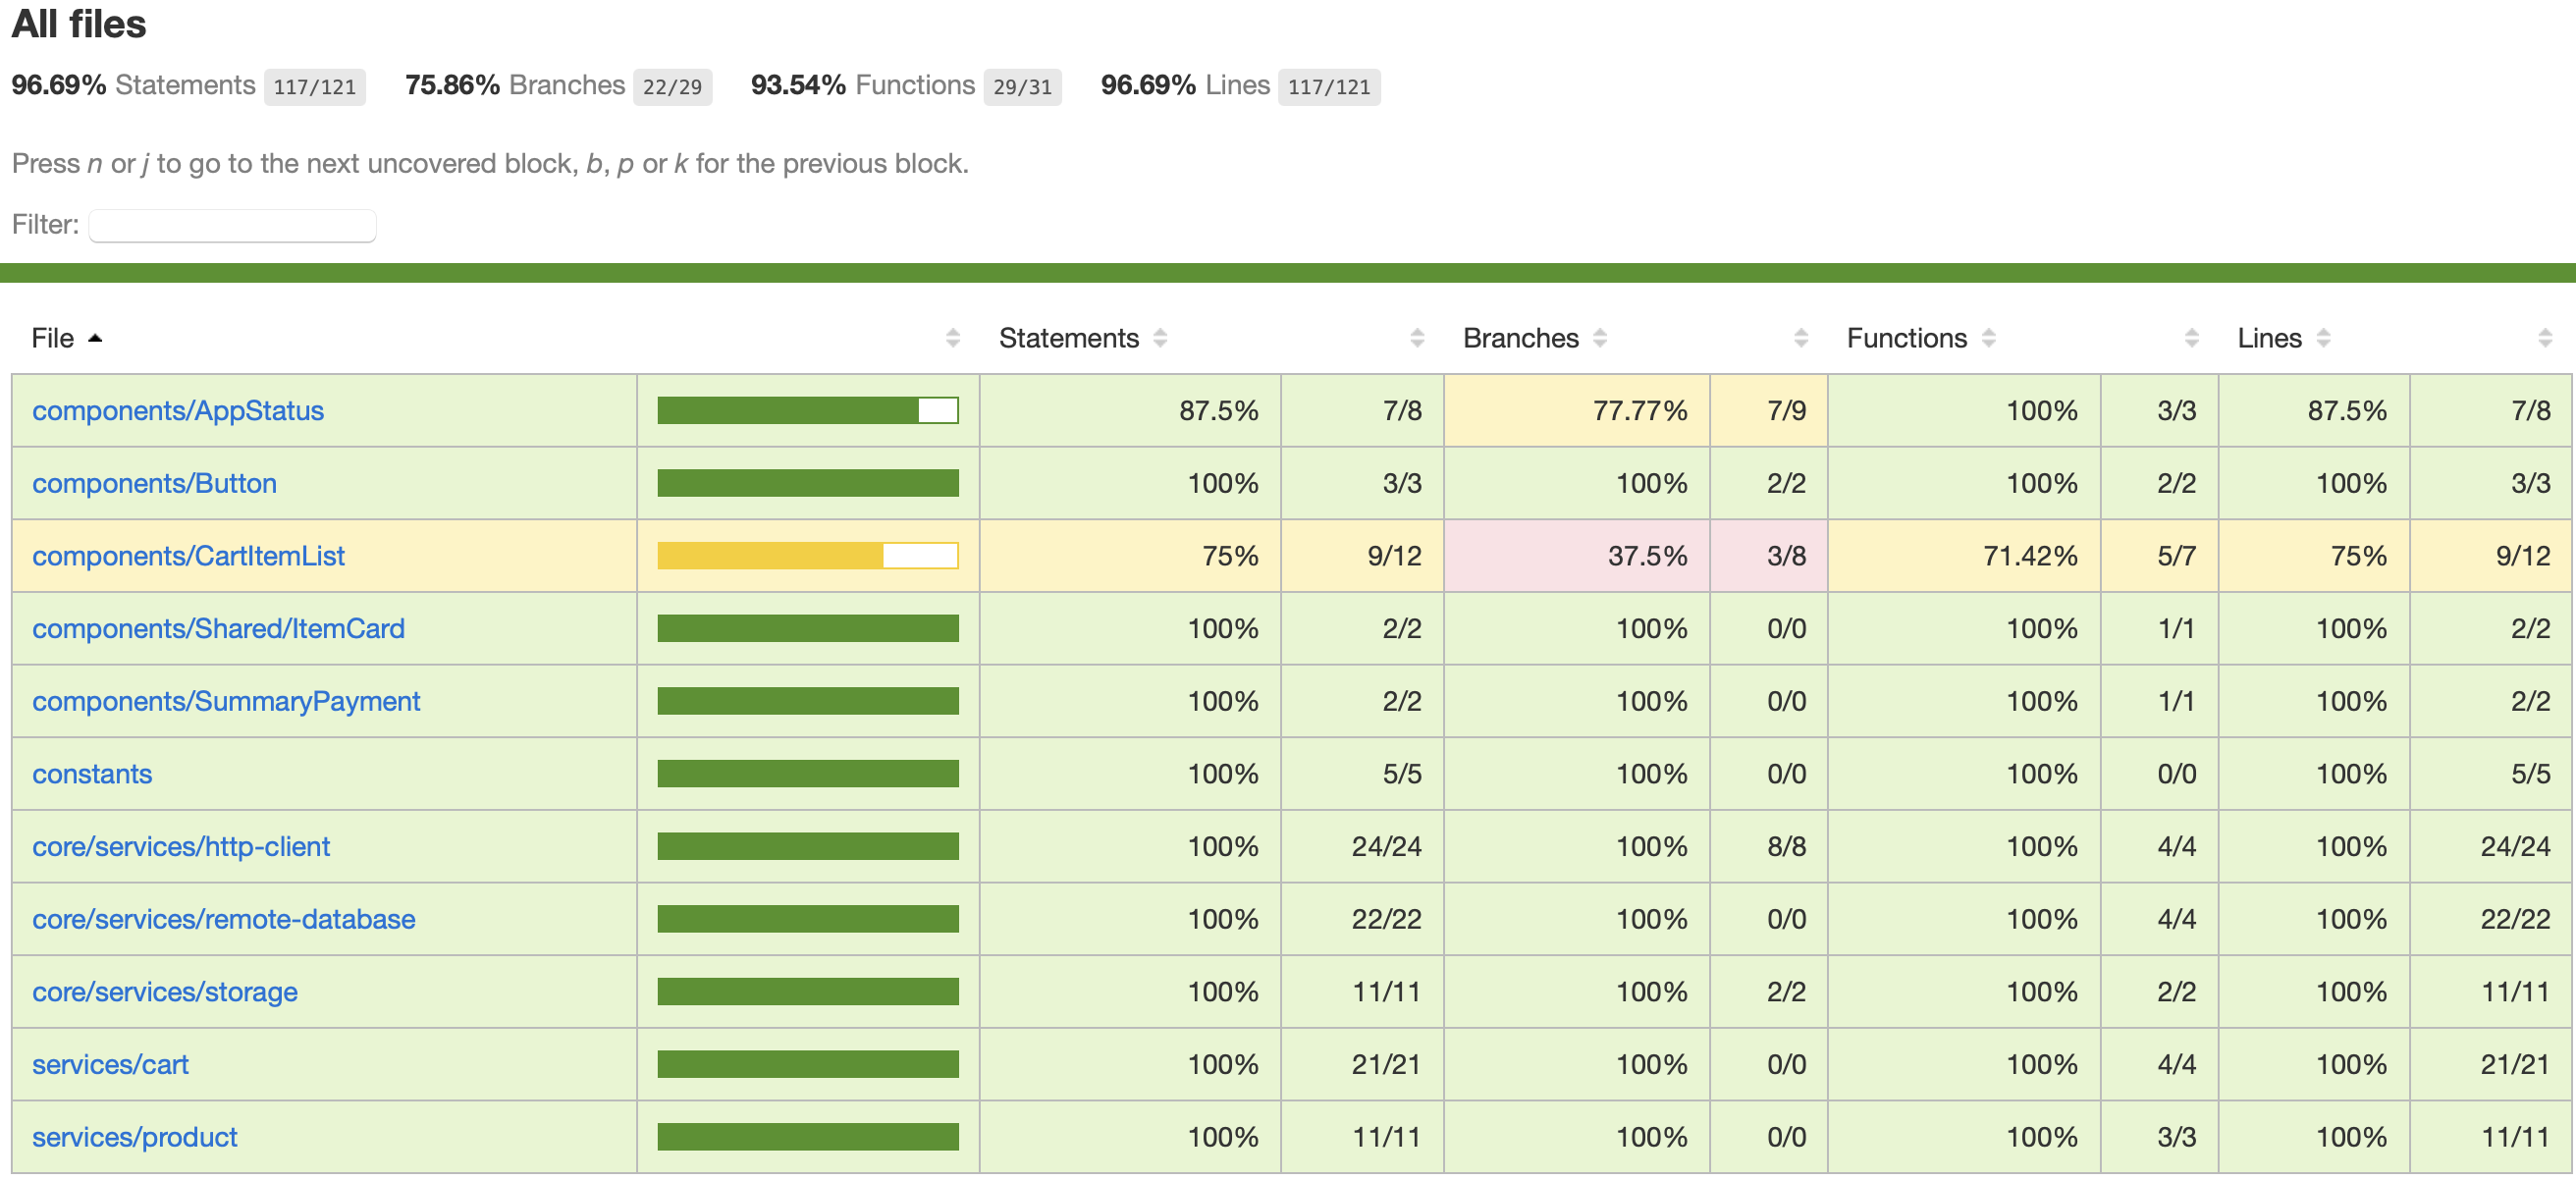 All files
96.69% Statements 117/121 75.86% Branches 22/29 93.54% Functions 29/31 96.69% Lines 117/121
Press n or j to go to the next uncovered block, b, p or k for the previous block.
Filter:
File Statements Branches Functions Lines
components/AppStatus 87.5% 7/8 77.77% 7/9 100% 3/3 87.5% 7/8
components/Button 100% 3/3 100% 2/2 100% 2/2 100% 3/3
components/CartItemList 75% 9/12 37.5% 3/8 71.42% 5/7 75% 9/12
components/Shared/ItemCard 100% 2/2 100% 0/0 100% 1/1 100% 2/2
components/SummaryPayment 100% 2/2 100% 0/0 100% 1/1 100% 2/2
constants 100% 5/5 100% 0/0 100% 0/0 100% 5/5
core/services/http-client 100% 24/24 100% 8/8 100% 4/4 100% 24/24
core/services/remote-database 100% 22/22 100% 0/0 100% 4/4 100% 22/22
core/services/storage 100% 11/11 100% 2/2 100% 2/2 100% 11/11
services/cart 100% 21/21 100% 0/0 100% 4/4 100% 21/21
services/product 100% 11/11 100% 0/0 100% 3/3 100% 11/11